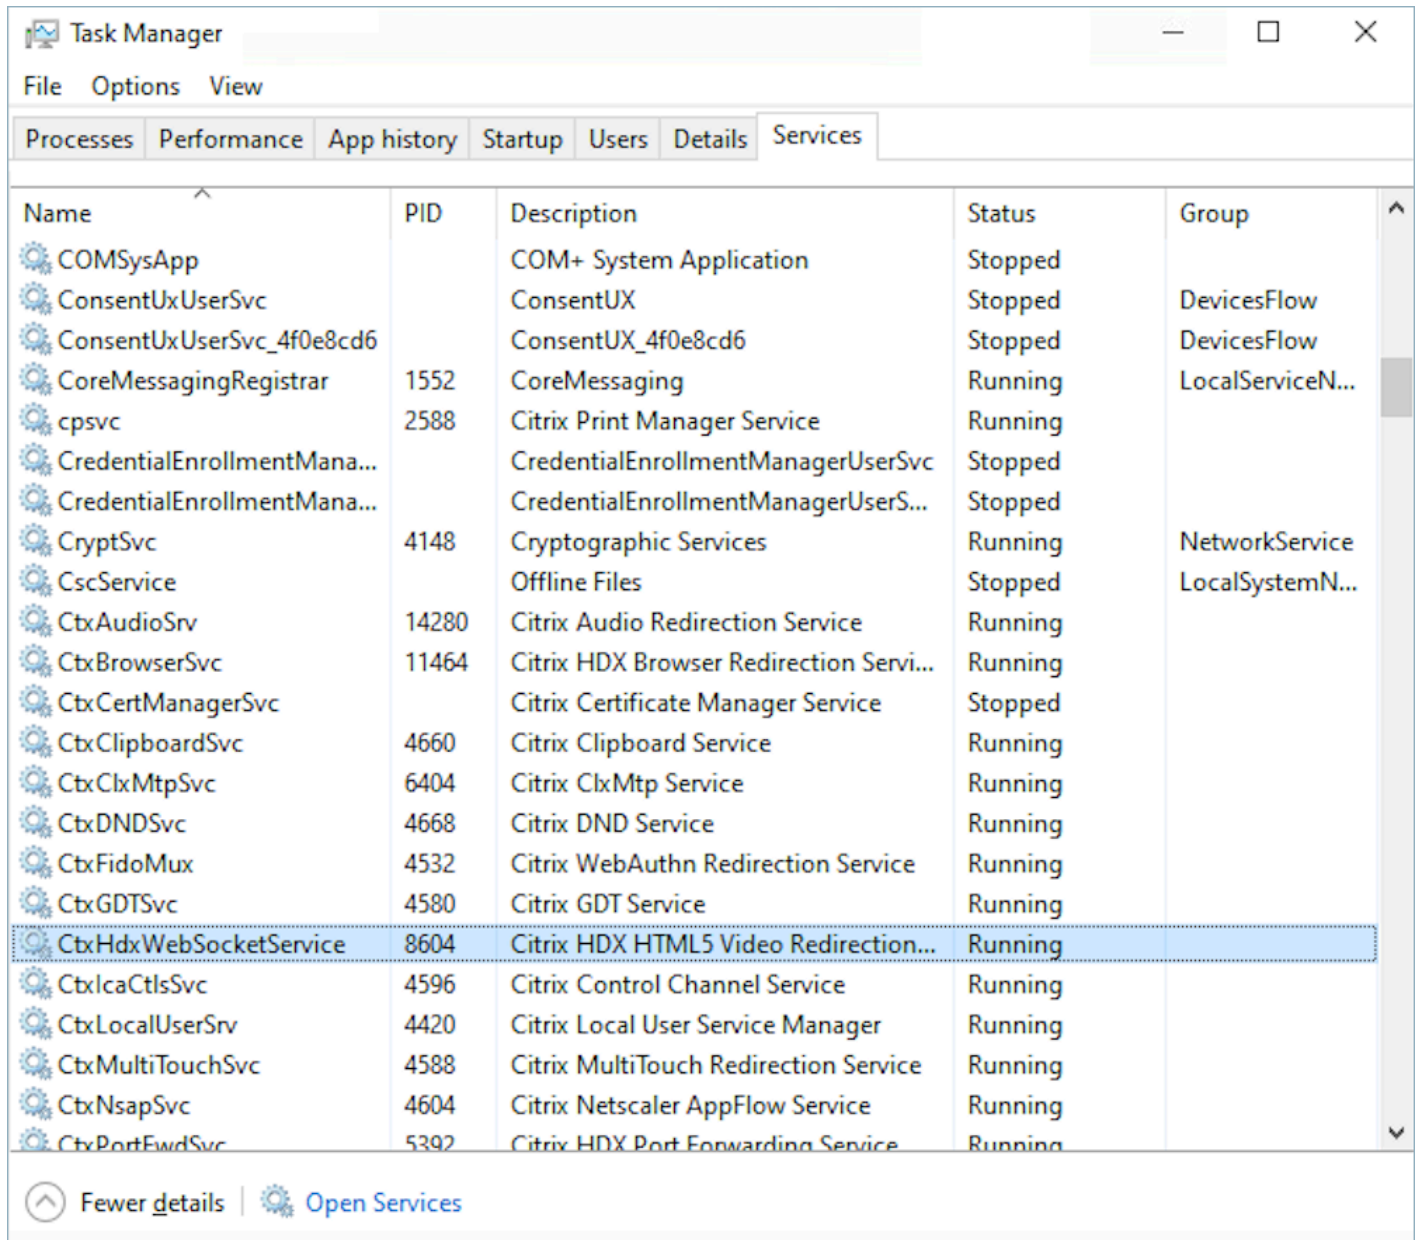 Task Manager
File Options View
Processes Performance App history Startup Users Details Services
Name PID Description Status Group
COMSysApp COM+ System Application Stopped
ConsentUxUserSvc ConsentUX Stopped DevicesFlow
ConsentUxUserSvc_4f0e8cd6 ConsentUX_4f0e8cd6 Stopped DevicesFlow
CoreMessagingRegistrar 1552 CoreMessaging Running LocalServiceN...
cpsvc 2588 Citrix Print Manager Service Running
CredentialEnrollmentMana... CredentialEnrollmentManagerUserSvc Stopped
CredentialEnrollmentMana... CredentialEnrollmentManagerUserS... Stopped
CryptSvc 4148 Cryptographic Services Running NetworkService
CscService Offline Files Stopped LocalSystemN...
CtxAudioSrv 14280 Citrix Audio Redirection Service Running
CtxBrowserSvc 11464 Citrix HDX Browser Redirection Servi... Running
CtxCertManagerSvc Citrix Certificate Manager Service Stopped
CtxClipboardSvc 4660 Citrix Clipboard Service Running
CtxClxMtpSvc 6404 Citrix ClxMtp Service Running
CtxDNDSvc 4668 Citrix DND Service Running
CtxFidoMux 4532 Citrix WebAuthn Redirection Service Running
CtxGDTSvc 4580 Citrix GDT Service Running
CtxHdxWebSocketService 8604 Citrix HDX HTML5 Video Redirection... Running
CtxIcaCtlsSvc 4596 Citrix Control Channel Service Running
CtxLocalUserSrv 4420 Citrix Local User Service Manager Running
CtxMultiTouchSvc 4588 Citrix MultiTouch Redirection Service Running
CtxNsapSvc 4604 Citrix Netscaler AppFlow Service Running
CtxPortFwdSvc 5392 Citrix HDX Port Forwarding Service Running
Fewer details Open Services